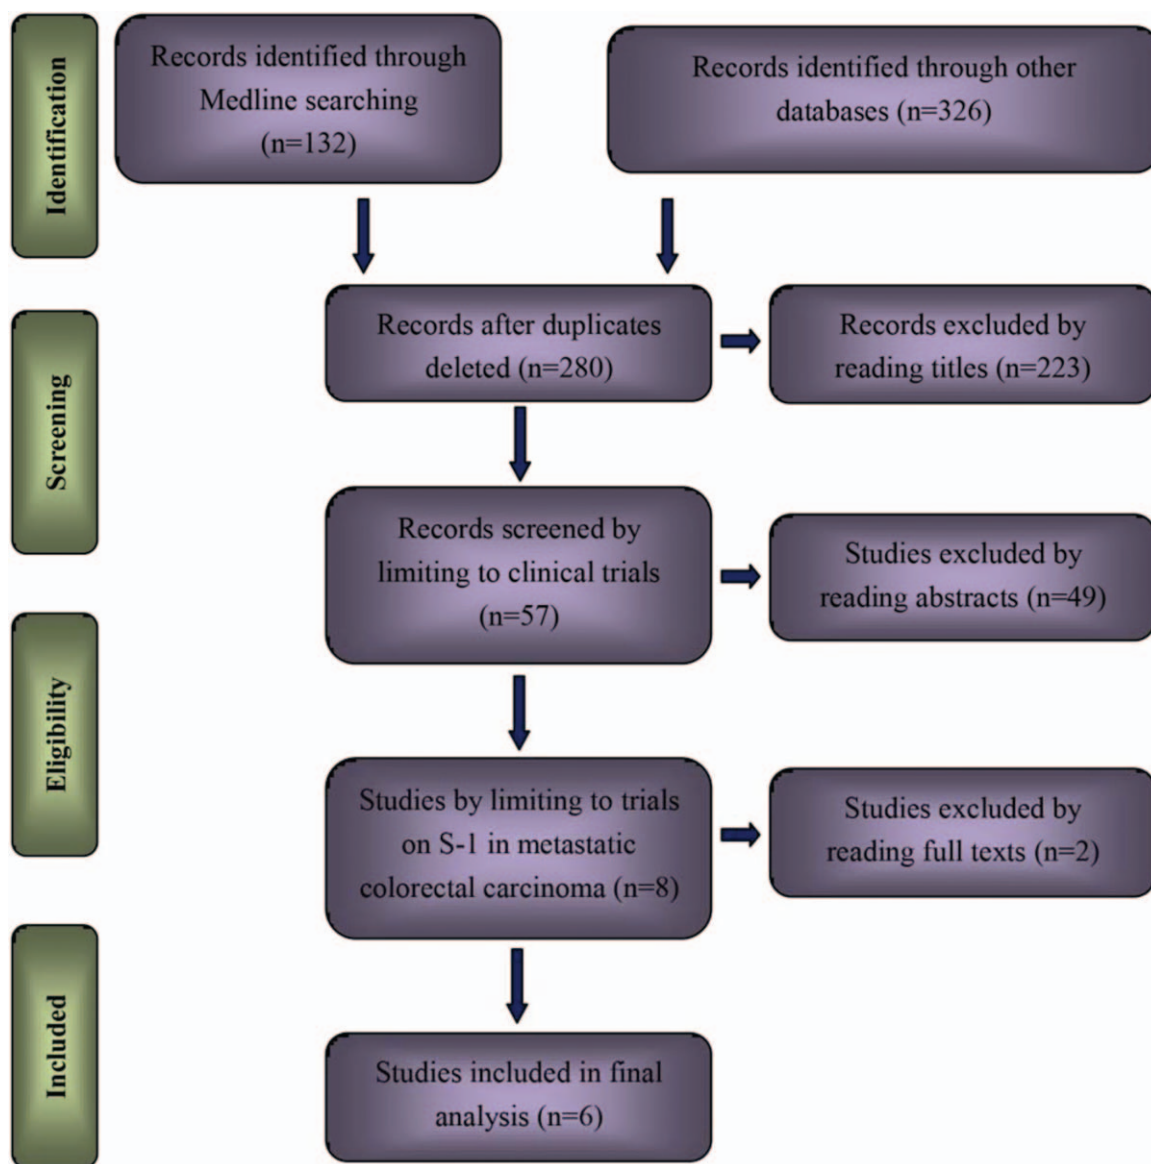 Identification
Records identified through
Medline searching
(n=132)
Records identified through other
databases (n=326)
Screening
Records after duplicates
deleted (n=280)
Records excluded by
reading titles (n=223)
Records screened by
limiting to clinical trials
(n=57)
Studies excluded by
reading abstracts (n=49)
Eligibility
Studies by limiting to trials
on S-1 in metastatic
colorectal carcinoma (n=8)
Studies excluded by
reading full texts (n=2)
Included
Studies included in final
analysis (n=6)